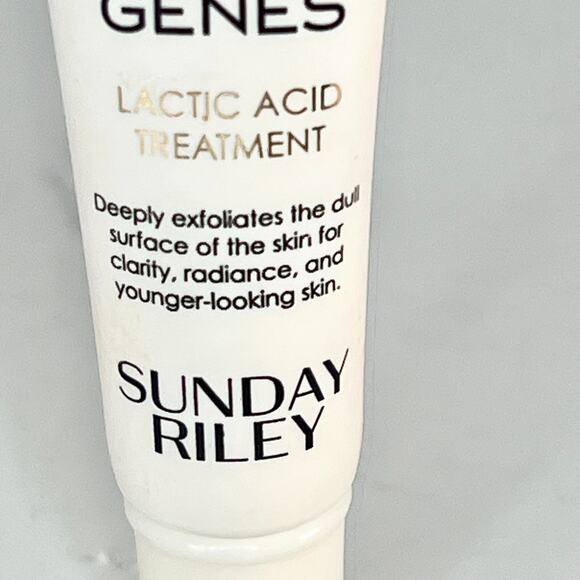 GENES
LACTIC ACID
TREATMENT
Deeply exfoliates the dull
surface of the skin for
clarity, radiance, and
younger-looking skin.
SUNDAY
RILEY